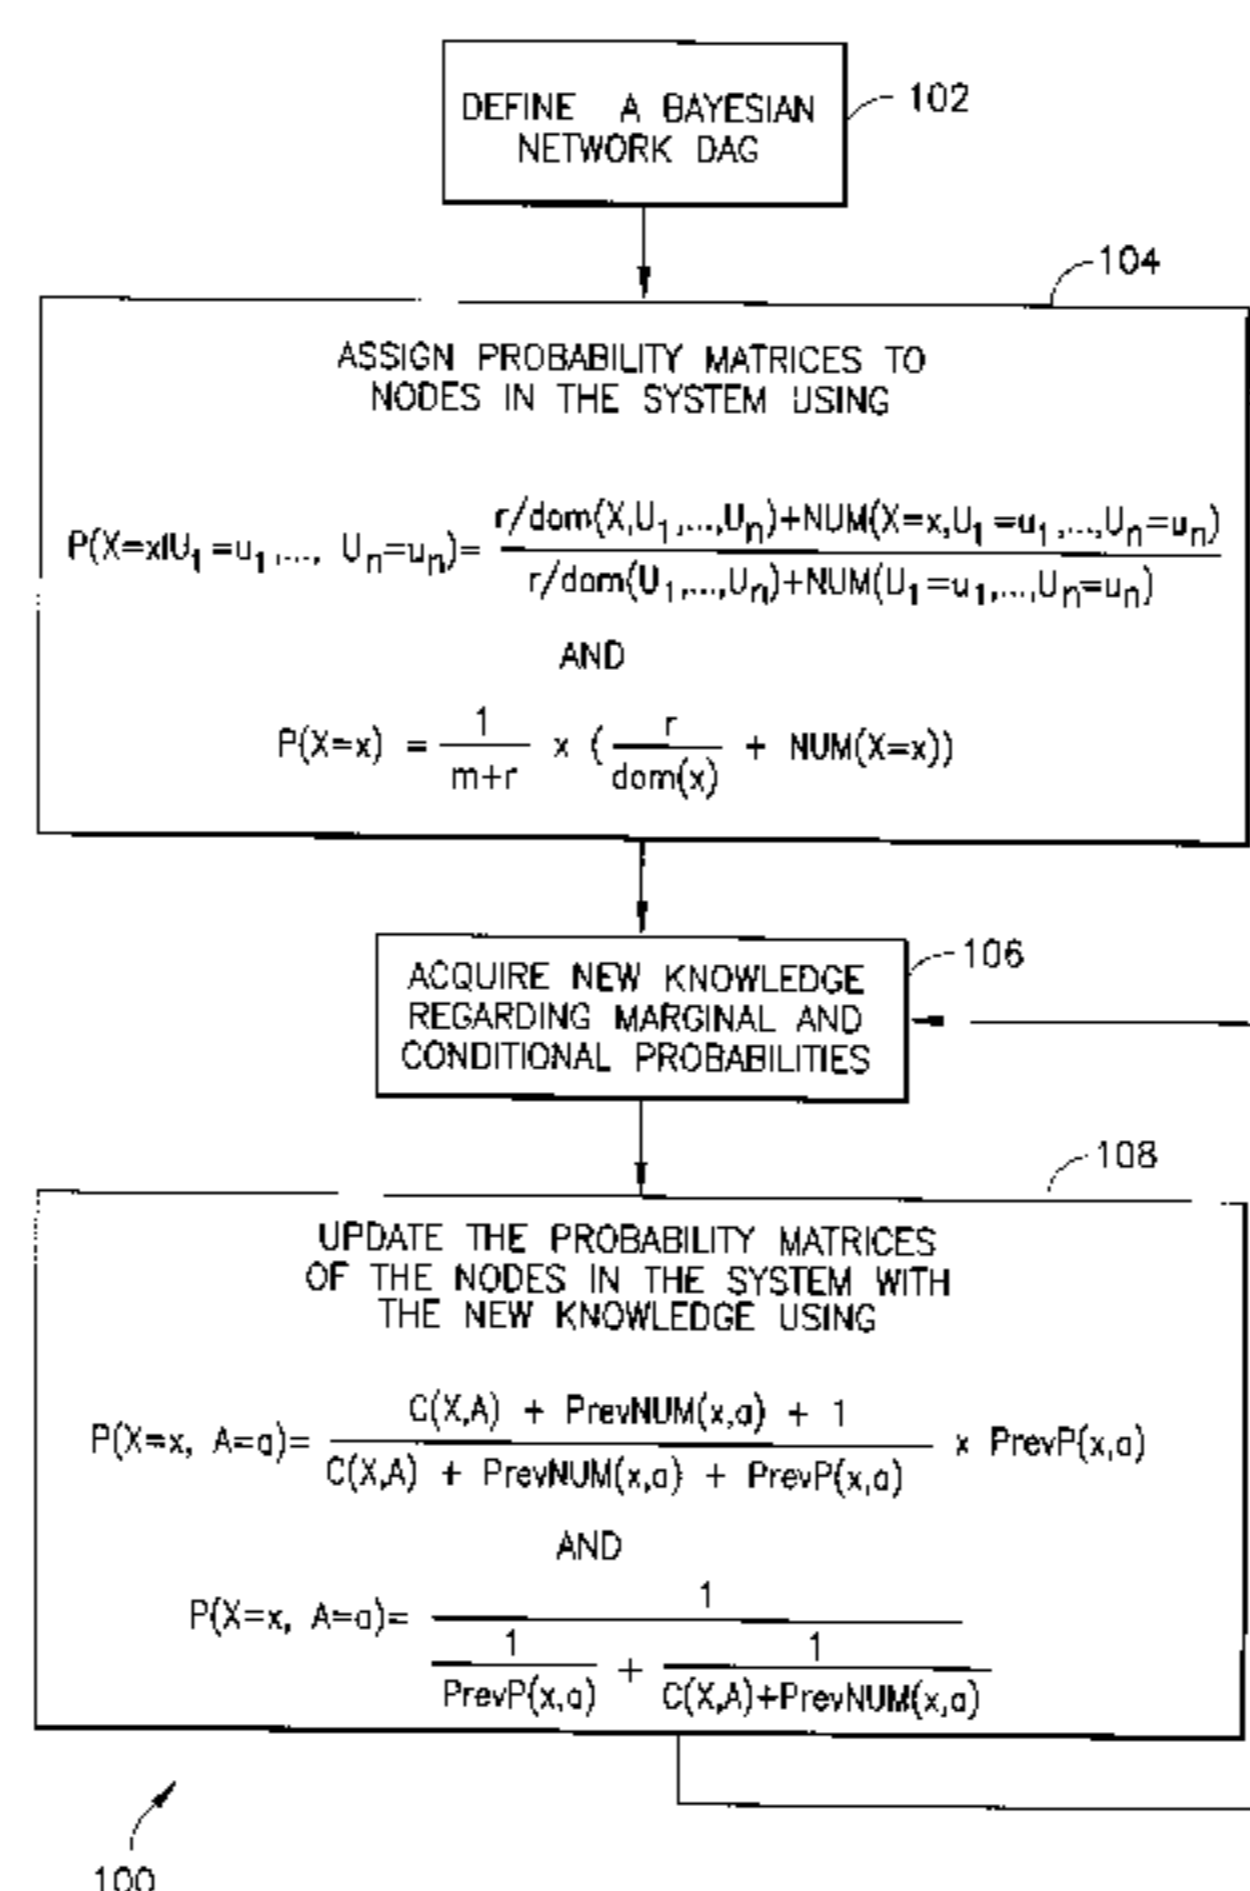 DEFINE A BAYESIAN
NETWORK DAG
102
104
ASSIGN PROBABILITY MATRICES TO
NODES IN THE SYSTEM USING
P(X=x|U1=u1,..., Un=un)= r/dom(X,U1,...,Un)+NUM(X=x,U1=u1,...,Un=un)
r/dom(U1,...,Un)+NUM(U1=u1,...,Un=un)
AND
P(X=x) = 1/m+r x ( r/dom(x) + NUM(X=x))
106
ACQUIRE NEW KNOWLEDGE
REGARDING MARGINAL AND
CONDITIONAL PROBABILITIES
108
UPDATE THE PROBABILITY MATRICES
OF THE NODES IN THE SYSTEM WITH
THE NEW KNOWLEDGE USING
C(X,A) + PrevNUM(x,a) + 1
P(X=x, A=a)= x PrevP(x,a)
C(X,A) + PrevNUM(x,a) + PrevP(x,a)
AND
1
P(X=x, A=a)=
1 + 1
PrevP(x,a) C(X,A)+PrevNUM(x,a)
100